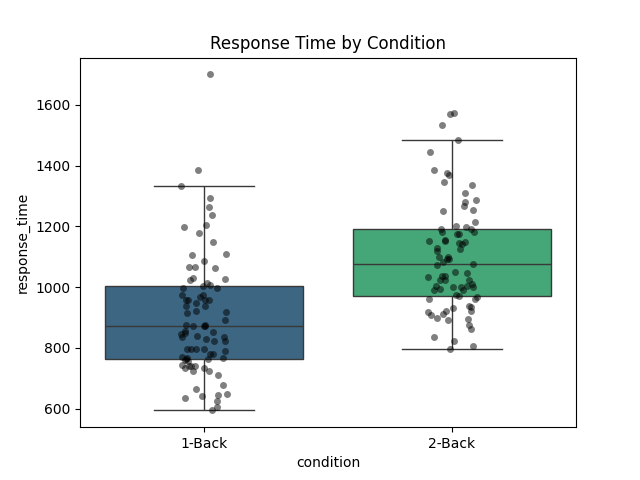 Response Time by Condition
response_time
1600
1400
1200
1000
800
600
1-Back
2-Back
condition